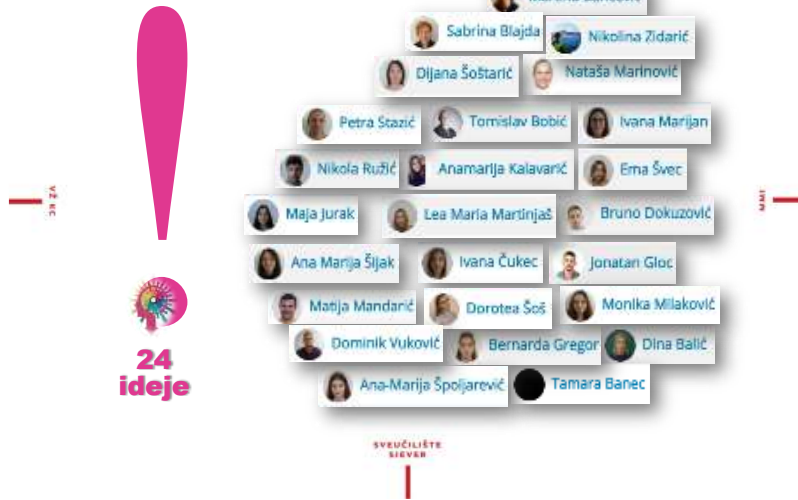 Sabrina Blajda Nikolina Zidarić
Dijana Šoštarić Nataša Marinović
Petra Stazić Tomislav Bobić Ivana Marijan
Nikola Ružić Anamarija Kalavarić Ema Švec
VŽ KC
Maja Jurak Lea Maria Martinjaš Bruno Dokuzović
Ana Marija Šijak Ivana Čukec Jonatan Gloc
Matija Mandarić Dorotea Šoš Monika Milaković
Dominik Vuković Bernarda Gregor Dina Balić
24
ideje
Ana-Marija Špoljarević Tamara Banec
SVEUČILIŠTE
SJEVER